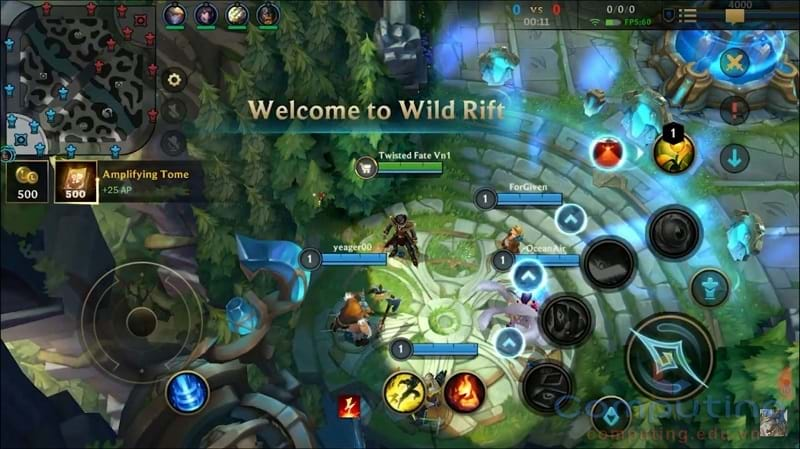 4000
0 VS 0
0/0/0
00:11
FPS:60
Welcome to Wild Rift
Twisted Fate Vn1
Amplifying Tome
500
500
+25 AP
1
ForGiven
1
yeager00
1
OceanAir
1
1
Computing
computing.edu.vn